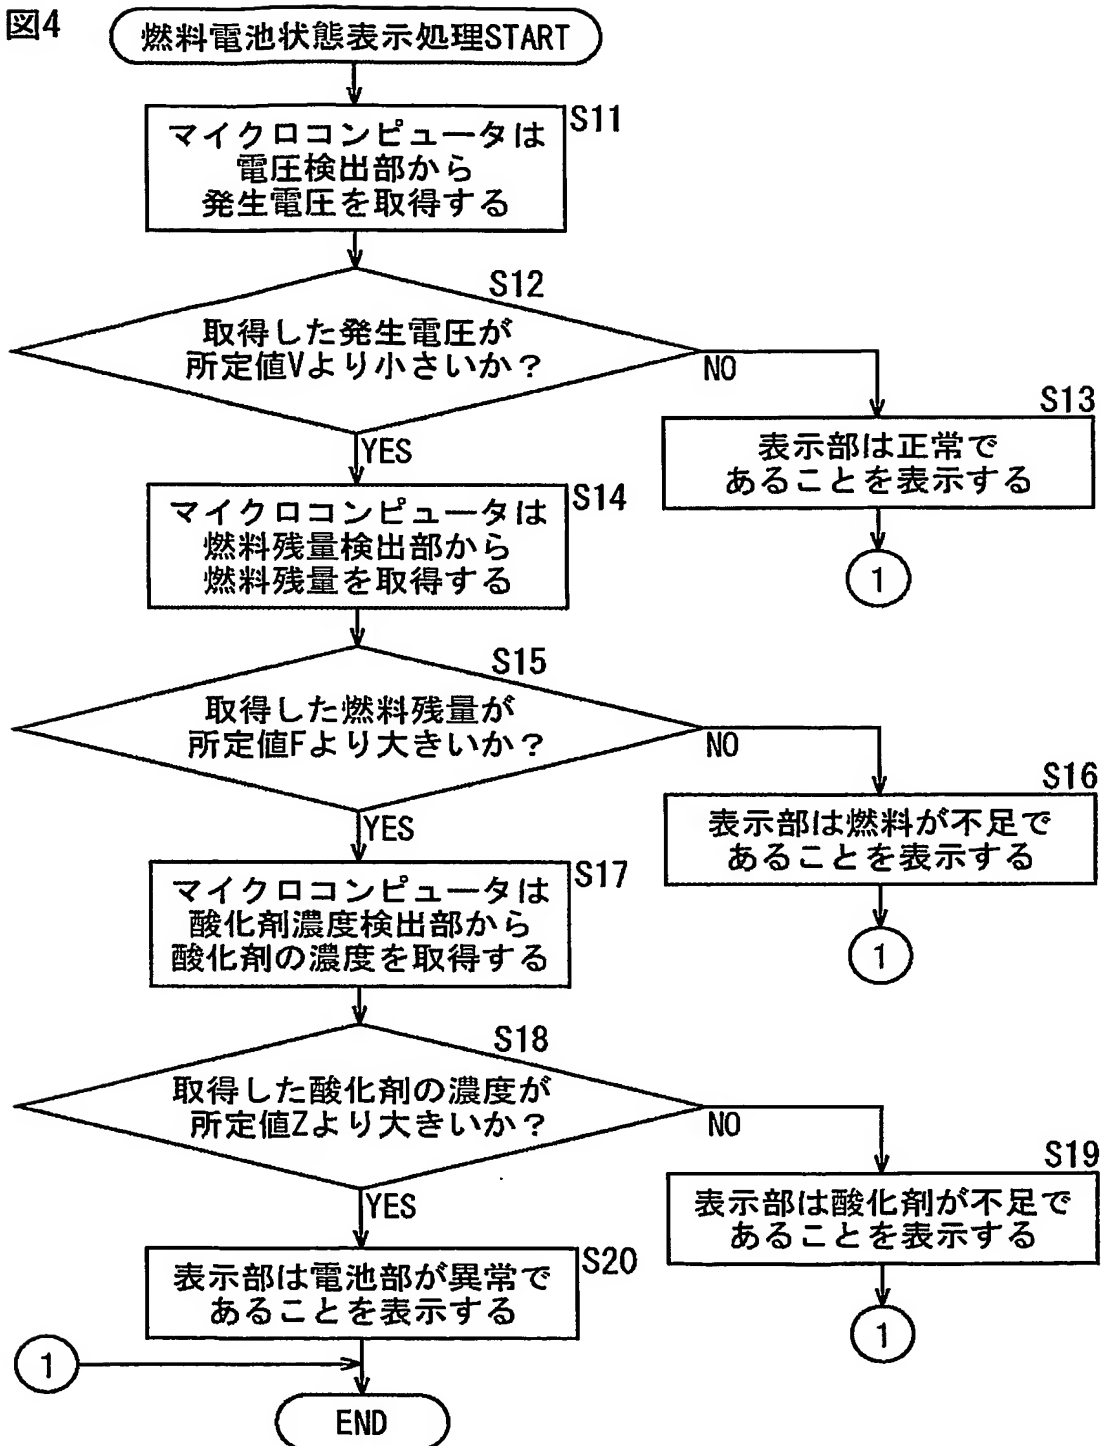 図4
燃料電池状態表示処理START
S11
マイクロコンピュータは
電圧検出部から
発生電圧を取得する
S12
取得した発生電圧が
所定値Vより小さいか？
NO
YES
S13
表示部は正常で
あることを表示する
1
S14
マイクロコンピュータは
燃料残量検出部から
燃料残量を取得する
S15
取得した燃料残量が
所定値Fより大きいか？
NO
YES
S16
表示部は燃料が不足で
あることを表示する
1
S17
マイクロコンピュータは
酸化剤濃度検出部から
酸化剤の濃度を取得する
S18
取得した酸化剤の濃度が
所定値Zより大きいか？
NO
YES
S19
表示部は酸化剤が不足で
あることを表示する
1
S20
表示部は電池部が異常で
あることを表示する
1
END